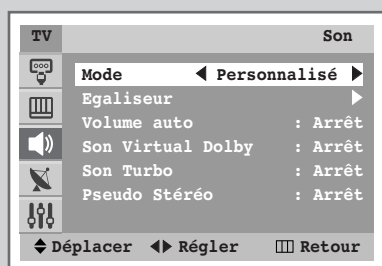 TV Son
Mode ◀ Personnalisé ▶
Egaliseur ▶
Volume auto : Arrêt
Son Virtual Dolby : Arrêt
Son Turbo : Arrêt
Pseudo Stéréo : Arrêt
Déplacer Régler Retour